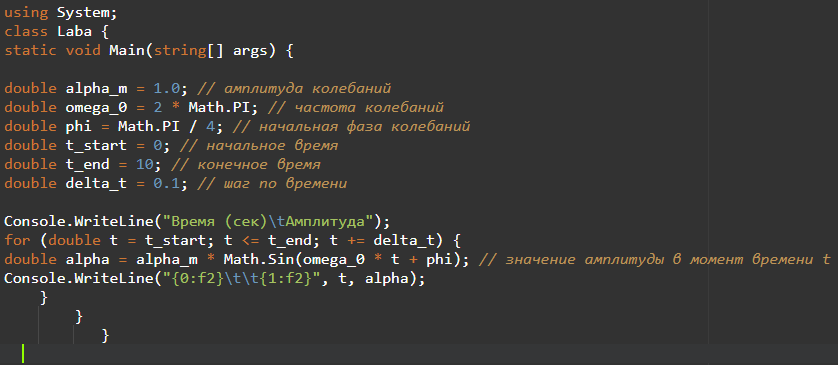 using System;
class Laba {
static void Main(string[] args) {
double alpha_m = 1.0; // амплитуда колебаний
double omega_0 = 2 * Math.PI; // частота колебаний
double phi = Math.PI / 4; // начальная фаза колебаний
double t_start = 0; // начальное время
double t_end = 10; // конечное время
double delta_t = 0.1; // шаг по времени
Console.WriteLine("Время (сек)\tАмплитуда");
for (double t = t_start; t <= t_end; t += delta_t) {
double alpha = alpha_m * Math.Sin(omega_0 * t + phi); // значение амплитуды в момент времени t
Console.WriteLine("{0:f2}\t\t{1:f2}", t, alpha);
}
}
}